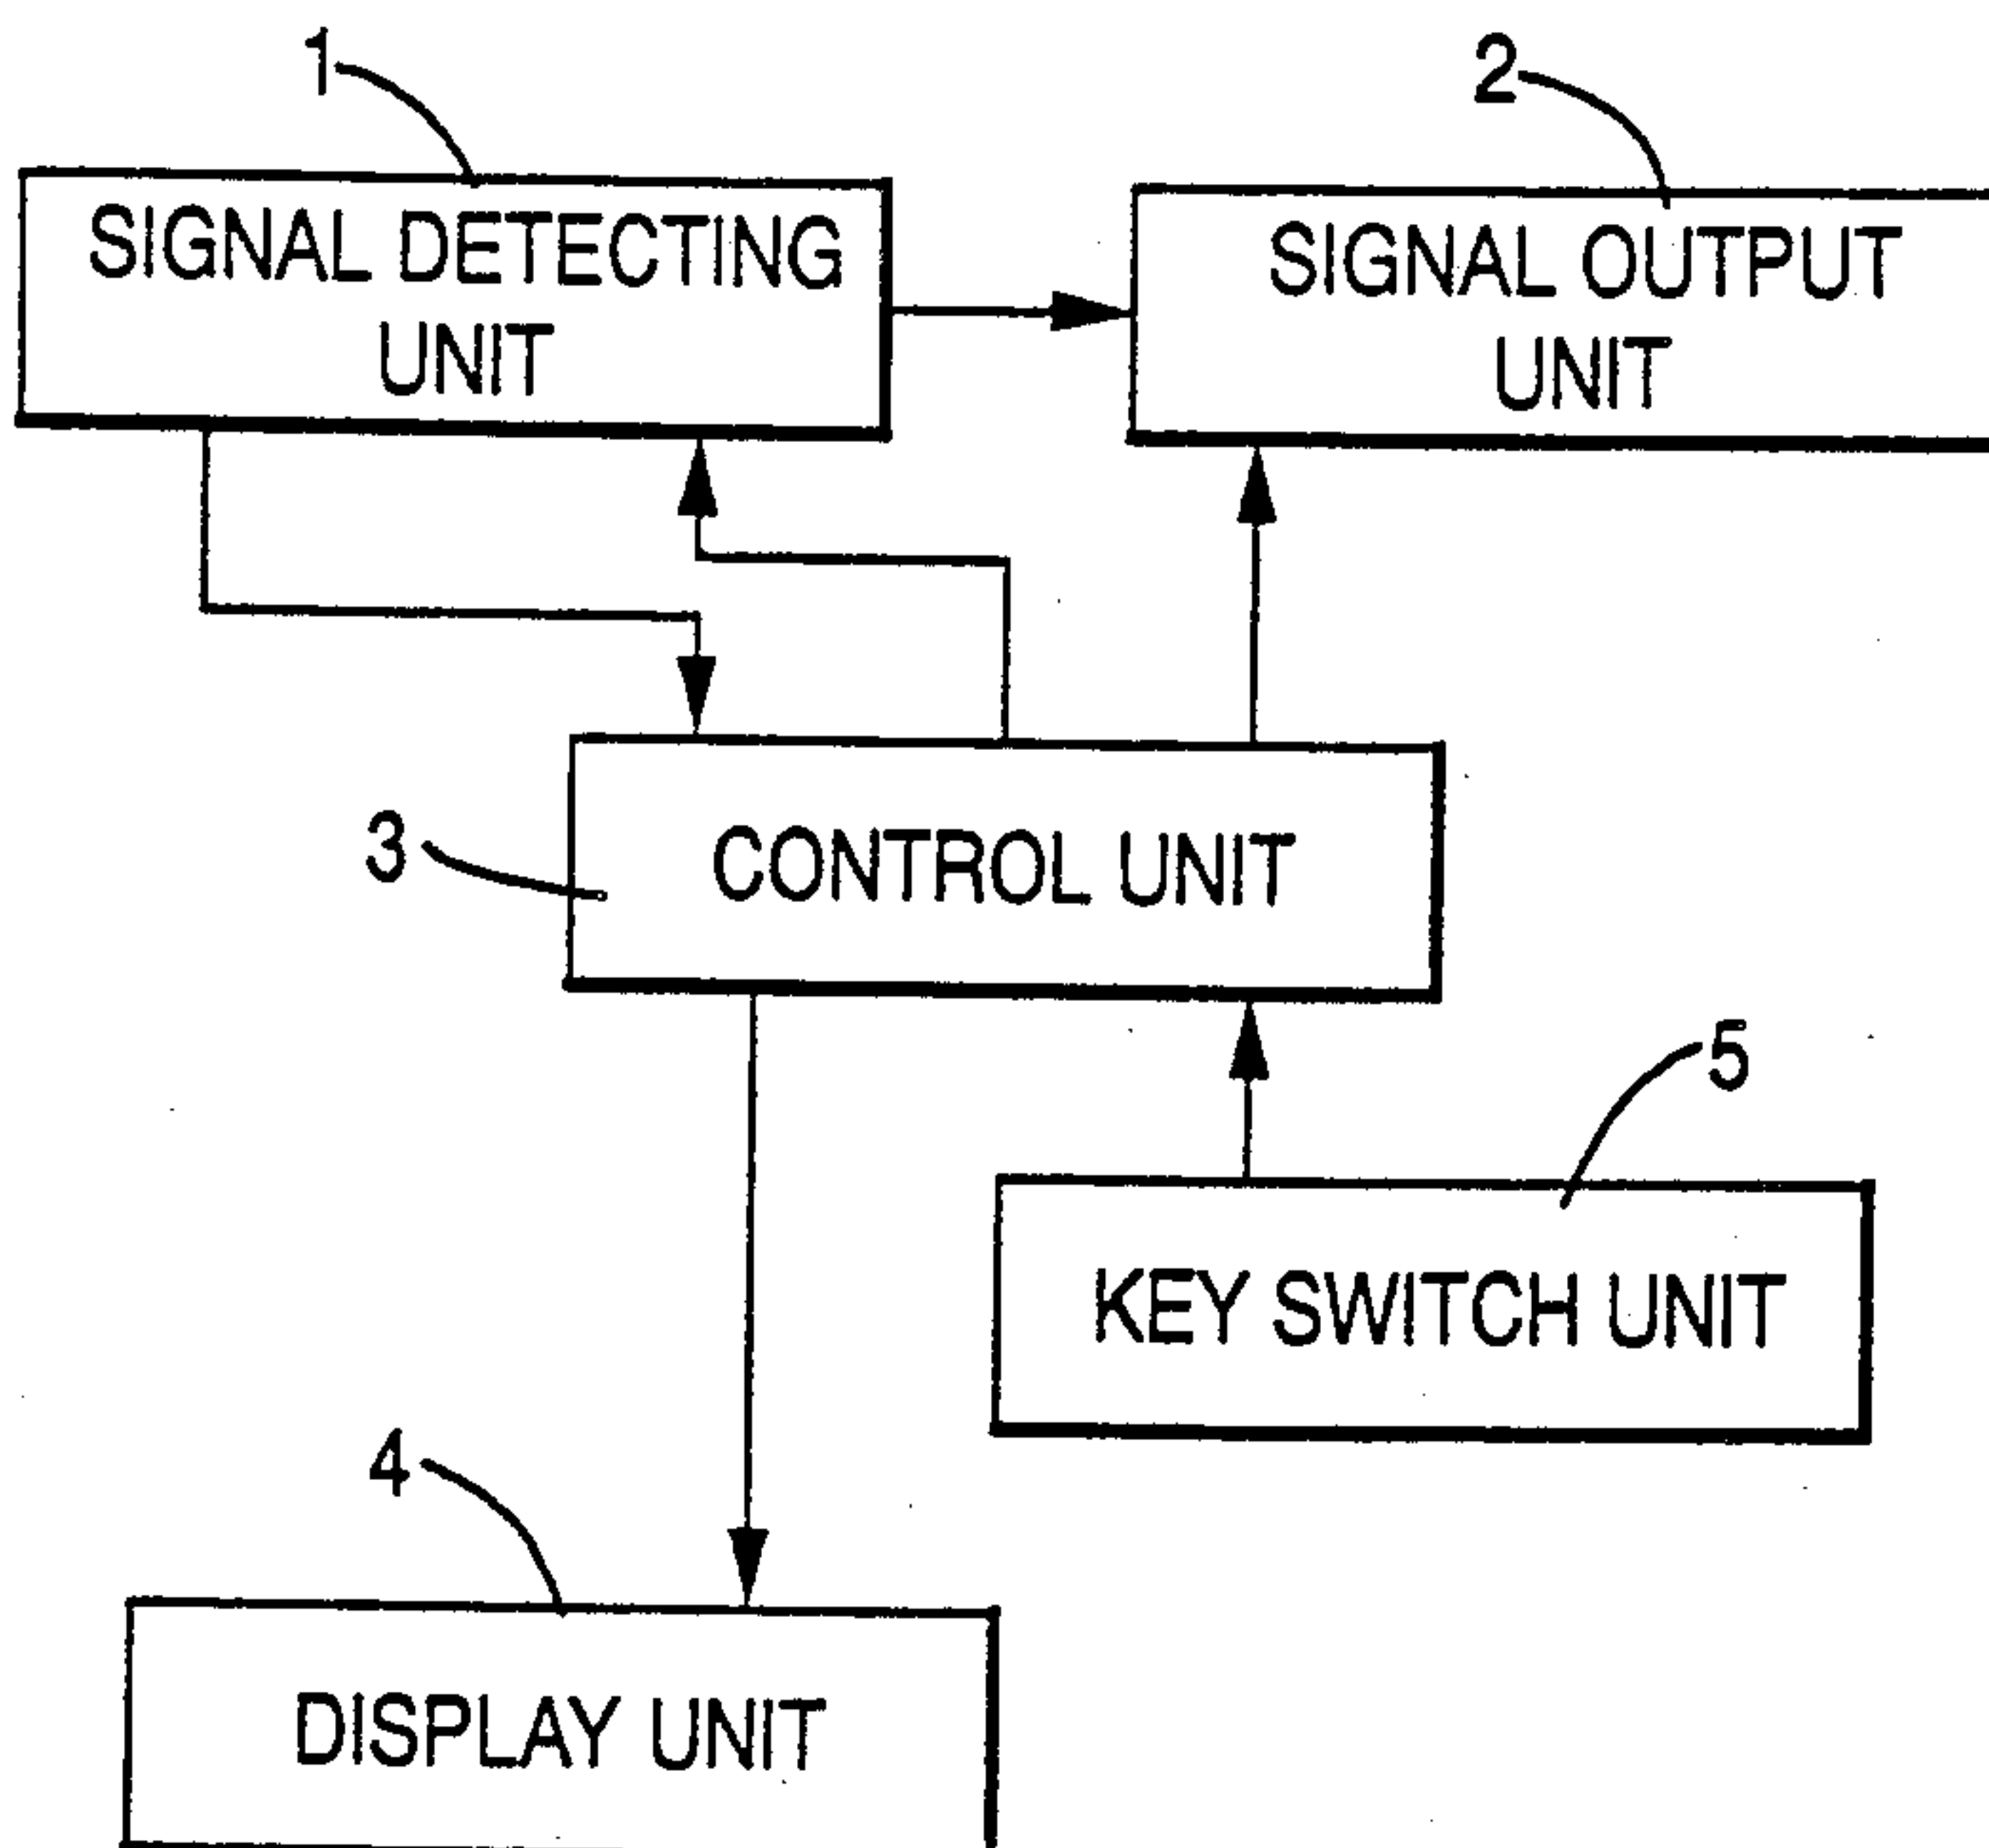 1
2
SIGNAL DETECTING
UNIT
SIGNAL OUTPUT
UNIT
3
CONTROL UNIT
5
KEY SWITCH UNIT
4
DISPLAY UNIT